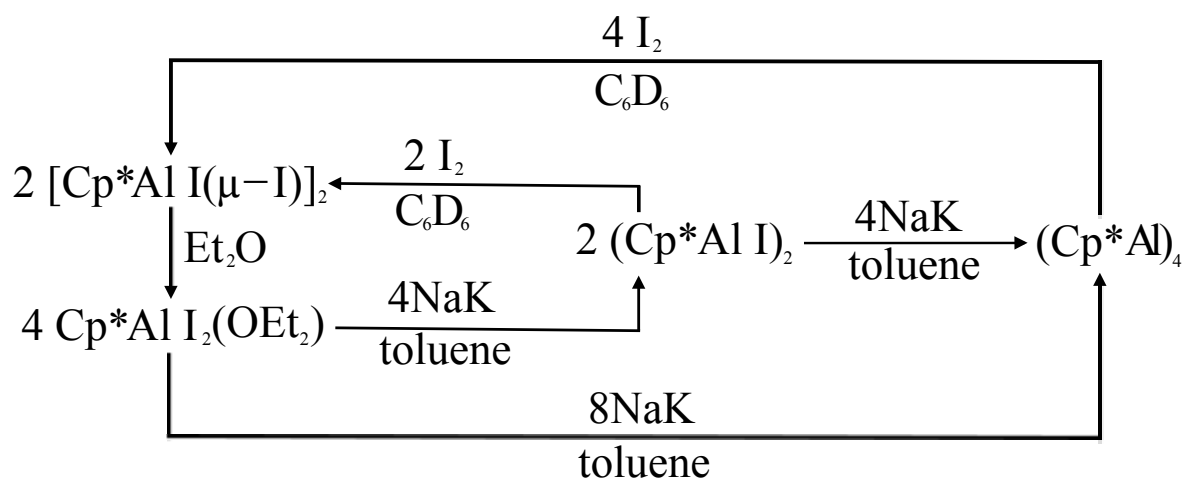 4 I₂
C₆D₆
2 [Cp*Al I(μ−I)]₂
2 I₂
C₆D₆
2 (Cp*Al I)₂
4NaK
toluene
(Cp*Al)₄
Et₂O
4 Cp*Al I₂(OEt₂)
4NaK
toluene
8NaK
toluene